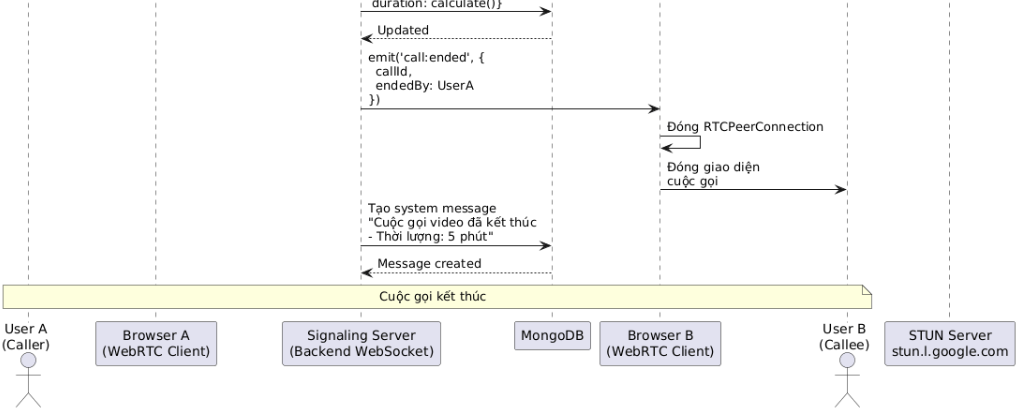 duration: calculate()}
Updated
emit('call:ended', {
callId,
endedBy: UserA
})
Đóng RTCPeerConnection
Đóng giao diện
cuộc gọi
Tạo system message
"Cuộc gọi video đã kết thúc
- Thời lượng: 5 phút"
Message created
Cuộc gọi kết thúc
User A
(Caller)
Browser A
(WebRTC Client)
Signaling Server
(Backend WebSocket)
MongoDB
Browser B
(WebRTC Client)
User B
(Callee)
STUN Server
stun.l.google.com